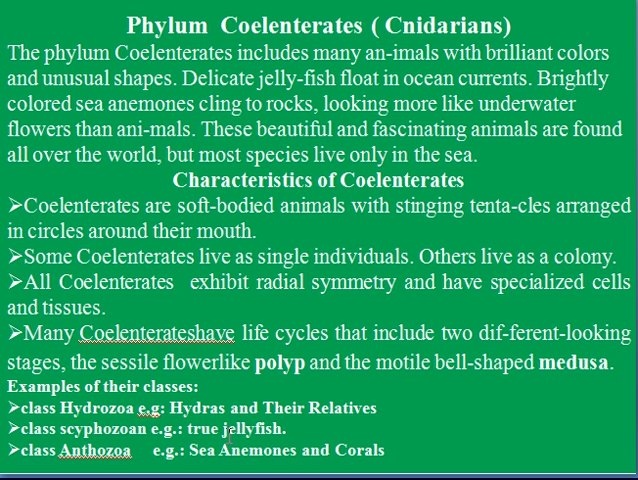 Phylum Coelenterates ( Cnidarians)
The phylum Coelenterates includes many an-imals with brilliant colors
and unusual shapes. Delicate jelly-fish float in ocean currents. Brightly
colored sea anemones cling to rocks, looking more like underwater
flowers than ani-mals. These beautiful and fascinating animals are found
all over the world, but most species live only in the sea.
Characteristics of Coelenterates
➢Coelenterates are soft-bodied animals with stinging tenta-cles arranged
in circles around their mouth.
➢Some Coelenterates live as single individuals. Others live as a colony.
➢All Coelenterates exhibit radial symmetry and have specialized cells
and tissues.
➢Many Coelenterateshave life cycles that include two dif-ferent-looking
stages, the sessile flowerlike polyp and the motile bell-shaped medusa.
Examples of their classes:
➢class Hydrozoa e.g: Hydras and Their Relatives
➢class scyphozoan e.g.: true jellyfish.
➢class Anthozoa e.g.: Sea Anemones and Corals